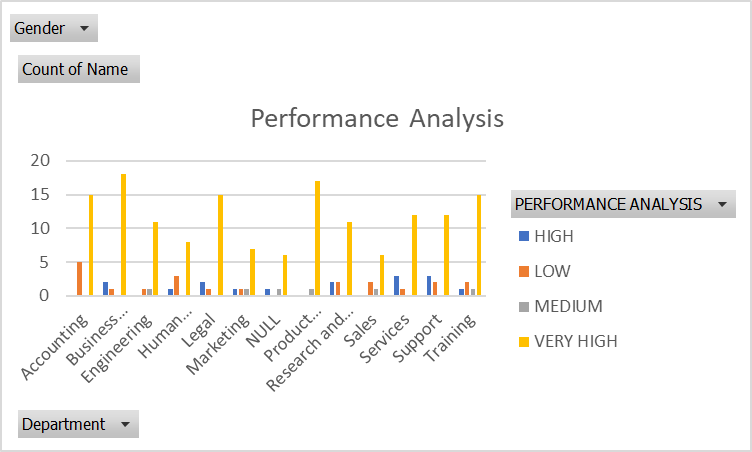 Gender
Count of Name
Performance Analysis
20
15
10
5
0
Accounting
Business...
Engineering
Human ...
Legal
Marketing
NULL
Product...
Research and...
Sales
Services
Support
Training
PERFORMANCE ANALYSIS
HIGH
LOW
MEDIUM
VERY HIGH
Department